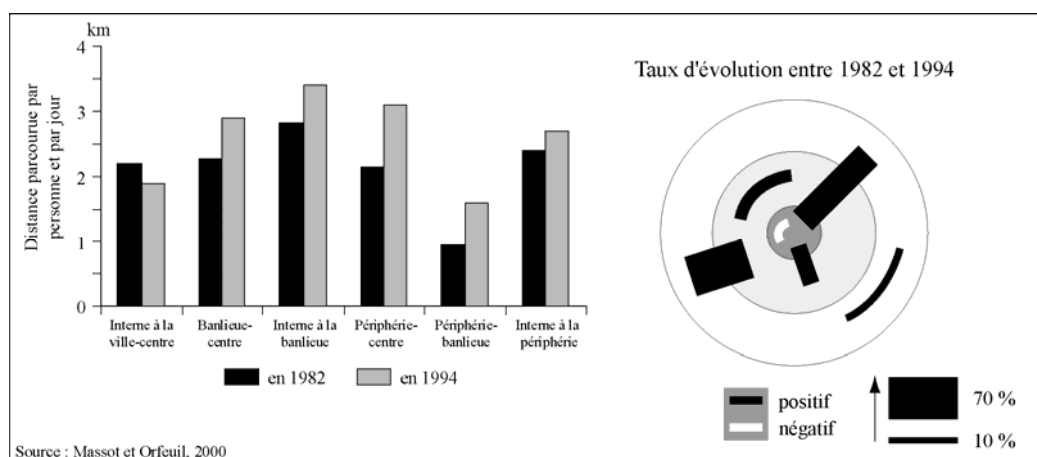 km
4
3
2
1
0
Distance parcourue par
personne et par jour
Interne à la
ville-centre
Banlieue-
centre
Interne à la
banlieue
Périphérie-
centre
Périphérie-
banlieue
Interne à la
périphérie
en 1982
en 1994
Taux d'évolution entre 1982 et 1994
positif
négatif
70 %
10 %
Source : Massot et Orfeuil, 2000